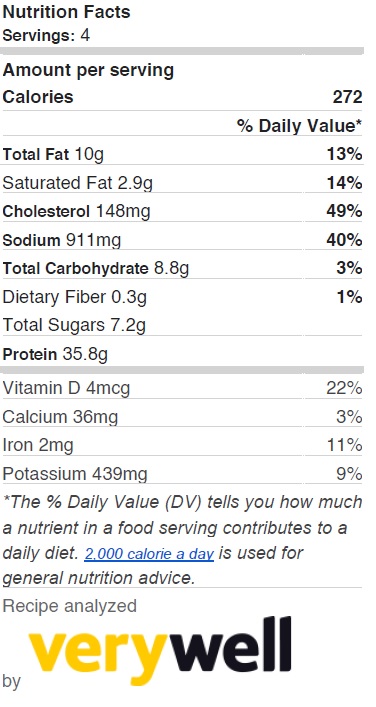 Nutrition Facts
Servings: 4
Amount per serving
Calories 272
% Daily Value*
Total Fat 10g 13%
Saturated Fat 2.9g 14%
Cholesterol 148mg 49%
Sodium 911mg 40%
Total Carbohydrate 8.8g 3%
Dietary Fiber 0.3g 1%
Total Sugars 7.2g
Protein 35.8g
Vitamin D 4mcg 22%
Calcium 36mg 3%
Iron 2mg 11%
Potassium 439mg 9%
*The % Daily Value (DV) tells you how much
a nutrient in a food serving contributes to a
daily diet. 2,000 calorie a day is used for
general nutrition advice.
Recipe analyzed
by verywell